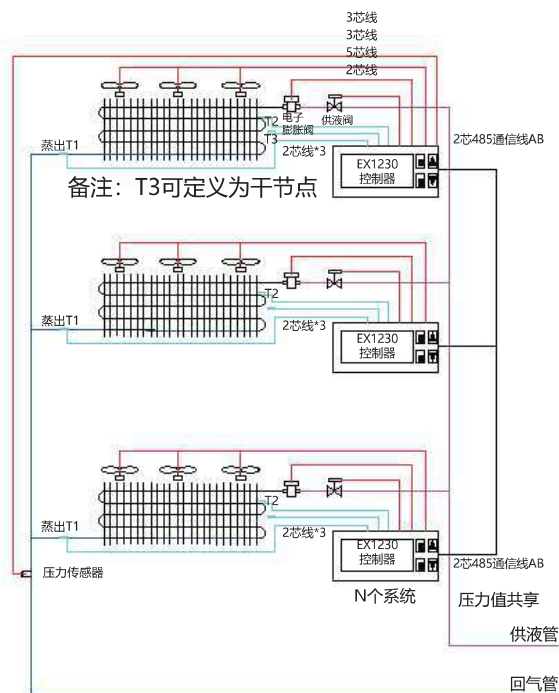 3芯线
3芯线
5芯线
2芯线
T2
电子
膨胀阀
供液阀
T3
蒸出T1
2芯线*3
2芯485通信线AB
EX1230
控制器
备注：T3可定义为干节点
T2
蒸出T1
2芯线*3
EX1230
控制器
T2
蒸出T1
2芯线*3
EX1230
控制器
2芯485通信线AB
压力传感器
N个系统
压力值共享
供液管
回气管